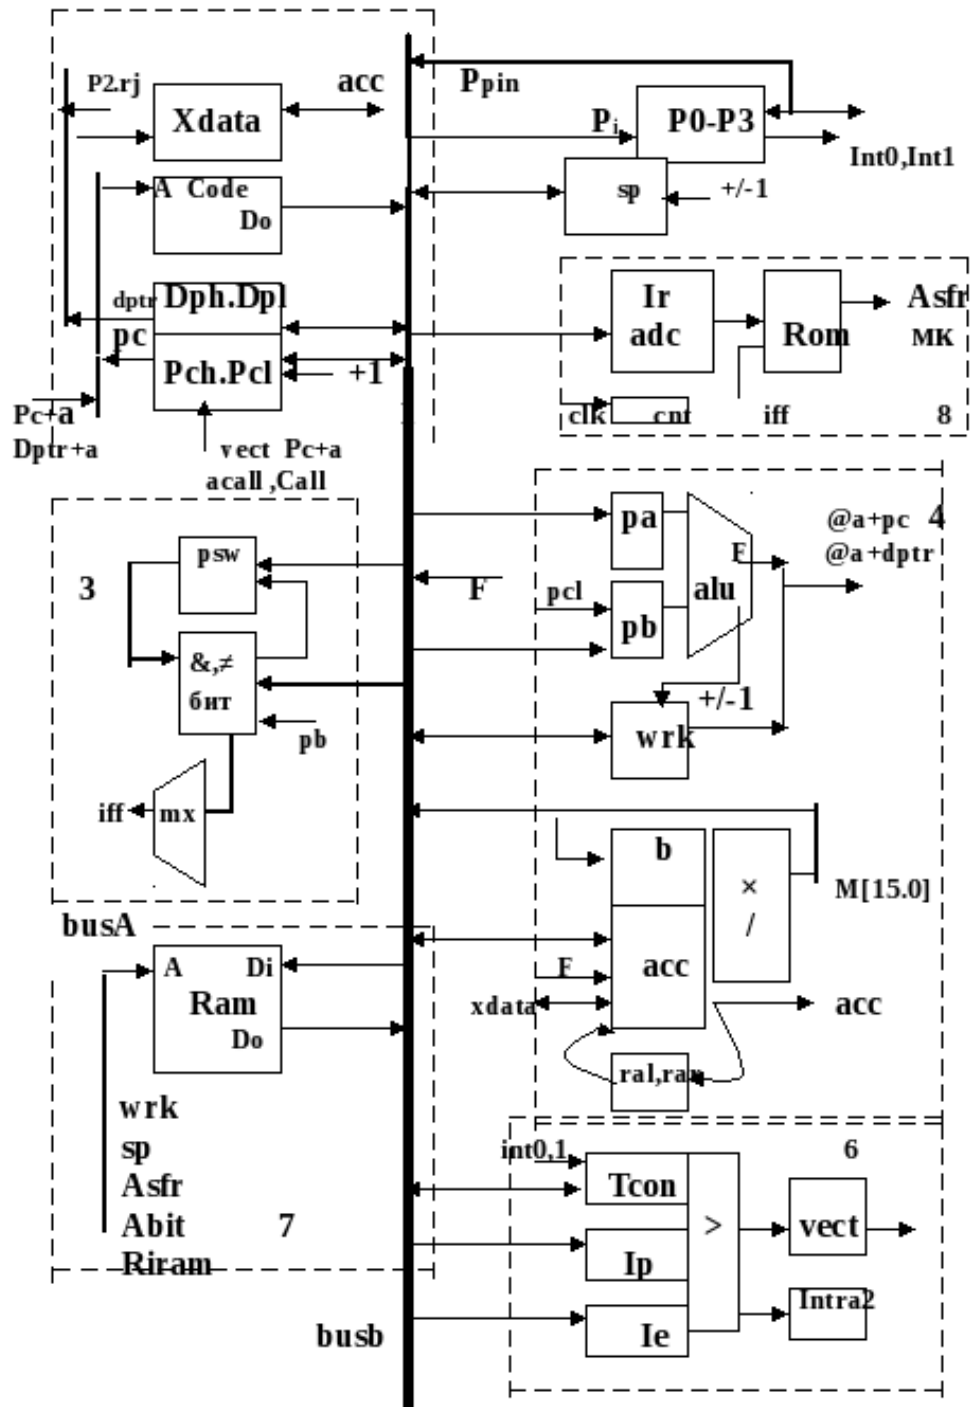 P2.rj
acc
Xdata
Ppin
Pi
P0-P3
Int0,Int1
A Code
Do
sp
+/-1
dptr
Dph.Dpl
pc
Pch.Pcl
+1
Pc+a
Dptr+a
vect Pc+a
acall ,Call
Ir
adc
Rom
Asfr
мк
clk
cnt
iff
8
3
psw
&,≠
бит
pb
iff
mx
F
pa
pcl
pb
F
alu
@a+pc 4
@a+dptr
+/-1
wrk
b
×
/
M[15.0]
acc
F
xdata
acc
ral,rar
busA
A Di
Ram
Do
wrk
sp
Asfr
Abit 7
Riram
busb
int0,1
6
Tcon
>
vect
Ip
Intra2
Ie